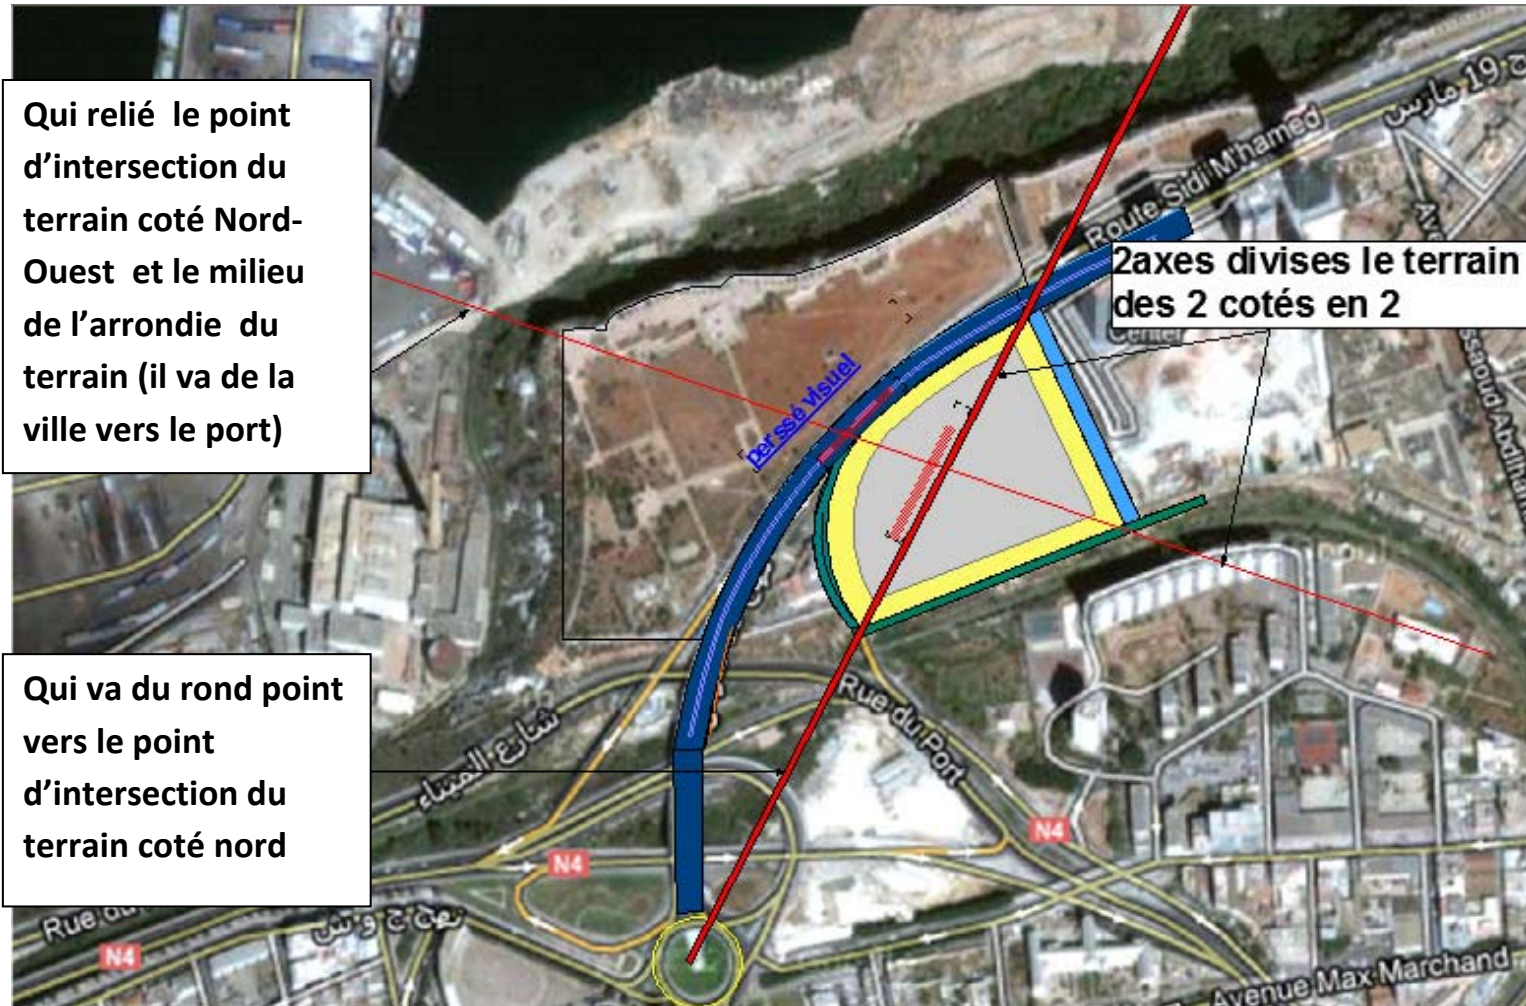 Qui relié  le point
d’intersection du
terrain coté Nord-
Ouest  et le milieu
de l’arrondie  du
terrain (il va de la
ville vers le port)
Qui va du rond point
vers le point
d’intersection du
terrain coté nord
2axes divises le terrain
des 2 cotés en 2
Center
perssé visuel
Route Sidi M'hamed
19 مارس
Rue du Port
شارع الميناء
N4
N4
N4
Rue du
نهج ج و ش
Avenue Max Marchand